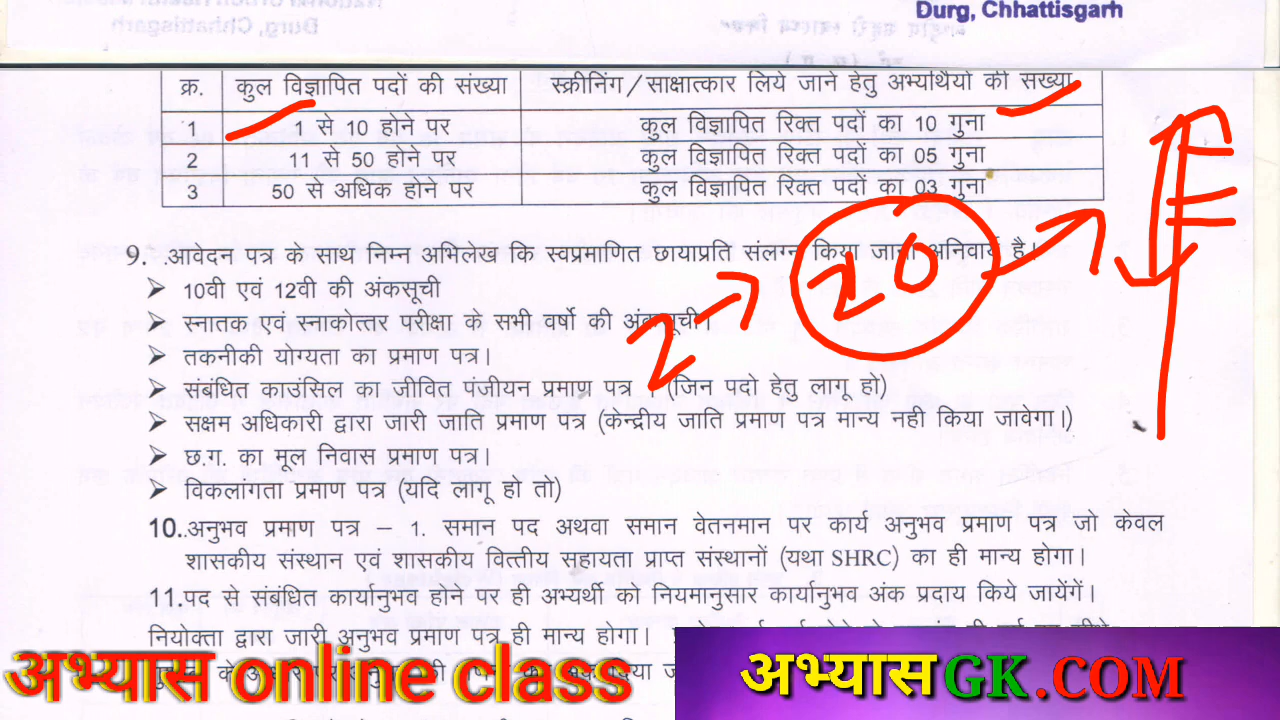 Durg, Chhattisgarh
क्र. कुल विज्ञापित पदों की संख्या स्क्रीनिंग/साक्षात्कार लिये जाने हेतु अभ्यर्थियों की सख्या
1 1 से 10 होने पर कुल विज्ञापित रिक्त पदों का 10 गुना
2 11 से 50 होने पर कुल विज्ञापित रिक्त पदों का 05 गुना
3 50 से अधिक होने पर कुल विज्ञापित रिक्त पदों का 03 गुना
9. आवेदन पत्र के साथ निम्न अभिलेख कि स्वप्रमाणित छायाप्रति संलग्न किया जाना अनिवार्य है।
2 20
➤ 10वी एवं 12वी की अंकसूची
➤ स्नातक एवं स्नाकोत्तर परीक्षा के सभी वर्षो की अंकसूची।
➤ तकनीकी योग्यता का प्रमाण पत्र।
➤ संबंधित काउंसिल का जीवित पंजीयन प्रमाण पत्र (जिन पदो हेतु लागू हो)
➤ सक्षम अधिकारी द्वारा जारी जाति प्रमाण पत्र (केन्द्रीय जाति प्रमाण पत्र मान्य नही किया जावेगा।)
➤ छ.ग. का मूल निवास प्रमाण पत्र।
➤ विकलांगता प्रमाण पत्र (यदि लागू हो तो)
10..अनुभव प्रमाण पत्र – 1. समान पद अथवा समान वेतनमान पर कार्य अनुभव प्रमाण पत्र जो केवल
शासकीय संस्थान एवं शासकीय वित्तीय सहायता प्राप्त संस्थानों (यथा SHRC) का ही मान्य होगा।
11.पद से संबंधित कार्यानुभव होने पर ही अभ्यर्थी को नियमानुसार कार्यानुभव अंक प्रदाय किये जायेंगें।
नियोक्ता द्वारा जारी अनुभव प्रमाण पत्र ही मान्य होगा।
अभ्यास online class
अभ्यास GK.COM